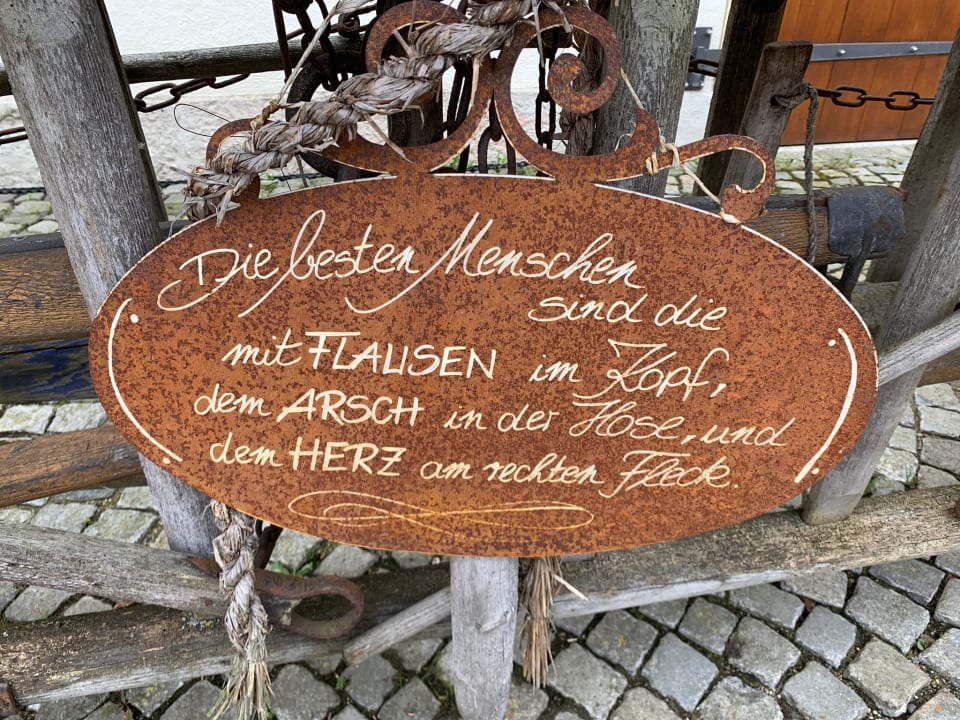 Die besten Menschen
sind die
mit FLAUSEN im Kopf,
dem ARSCH in der Hose, und
dem HERZ am rechten Fleck.